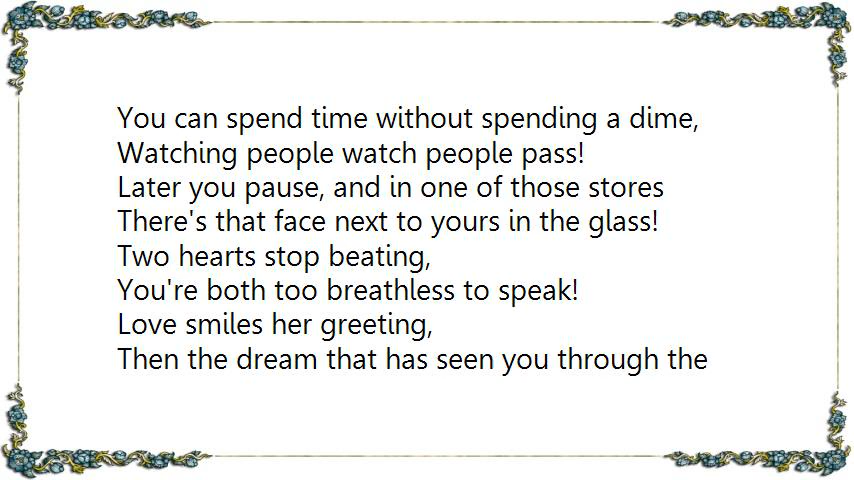 You can spend time without spending a dime,
Watching people watch people pass!
Later you pause, and in one of those stores
There's that face next to yours in the glass!
Two hearts stop beating,
You're both too breathless to speak!
Love smiles her greeting,
Then the dream that has seen you through the